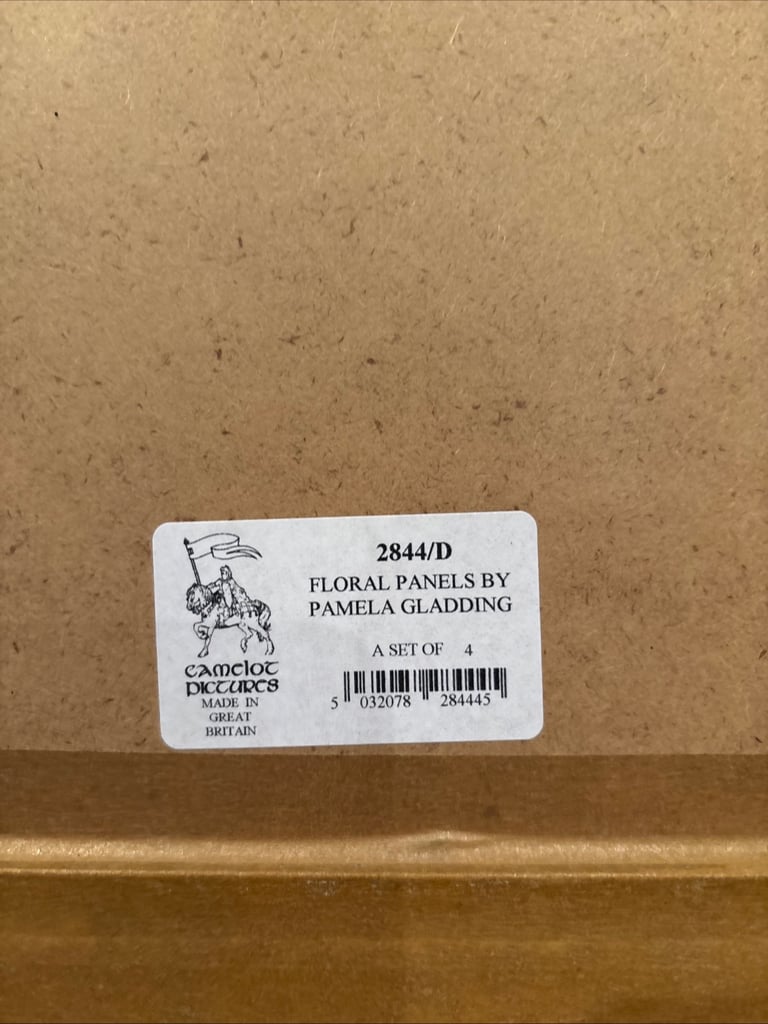 2844/D
FLORAL PANELS BY
PAMELA GLADDING
A SET OF 4
5 032078 284445
CAMELOT
PICTURES
MADE IN
GREAT
BRITAIN